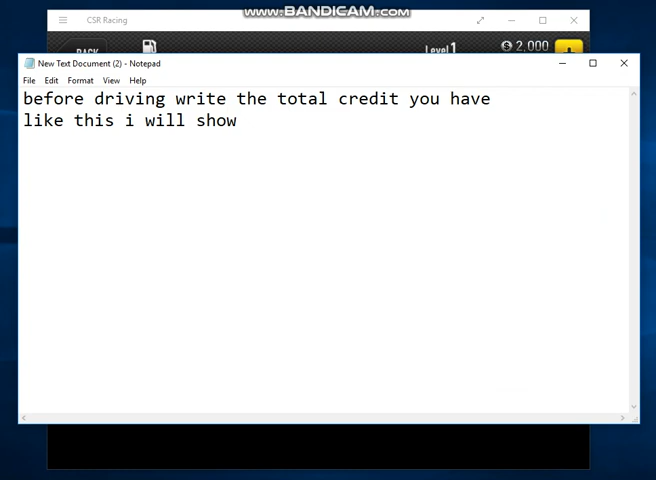 www.BANDICAM.com
CSR Racing
BACK
Level 1
2,000
New Text Document (2) - Notepad
File Edit Format View Help
before driving write the total credit you have
like this i will show